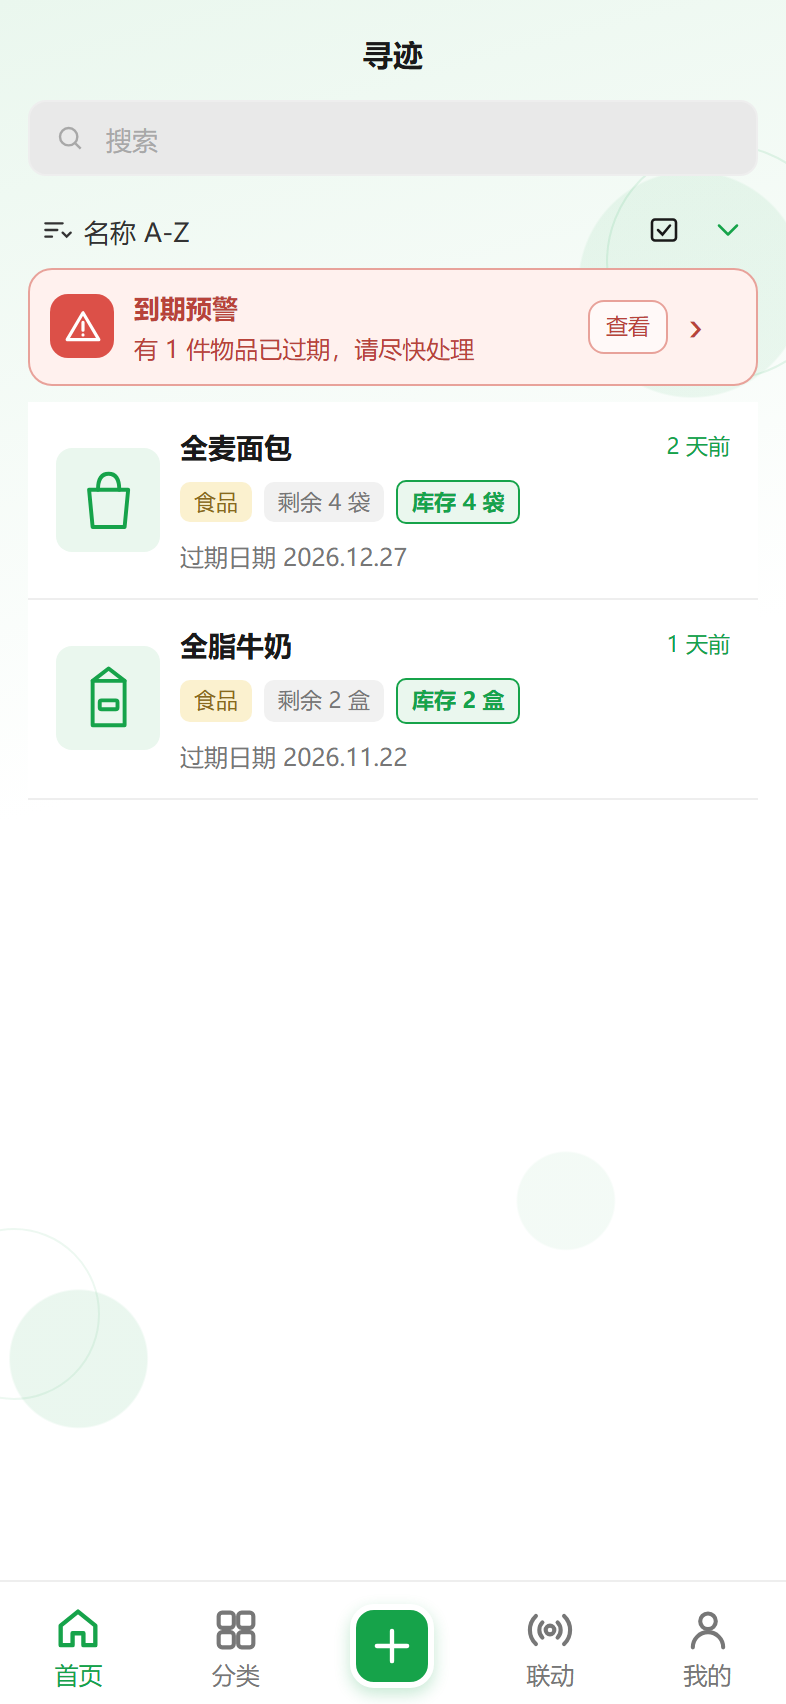 寻迹
搜索
名称 A-Z
到期预警
有 1 件物品已过期，请尽快处理
查看
全麦面包
2 天前
食品 剩余 4 袋 库存 4 袋
过期日期 2026.12.27
全脂牛奶
1 天前
食品 剩余 2 盒 库存 2 盒
过期日期 2026.11.22
首页 分类 联动 我的